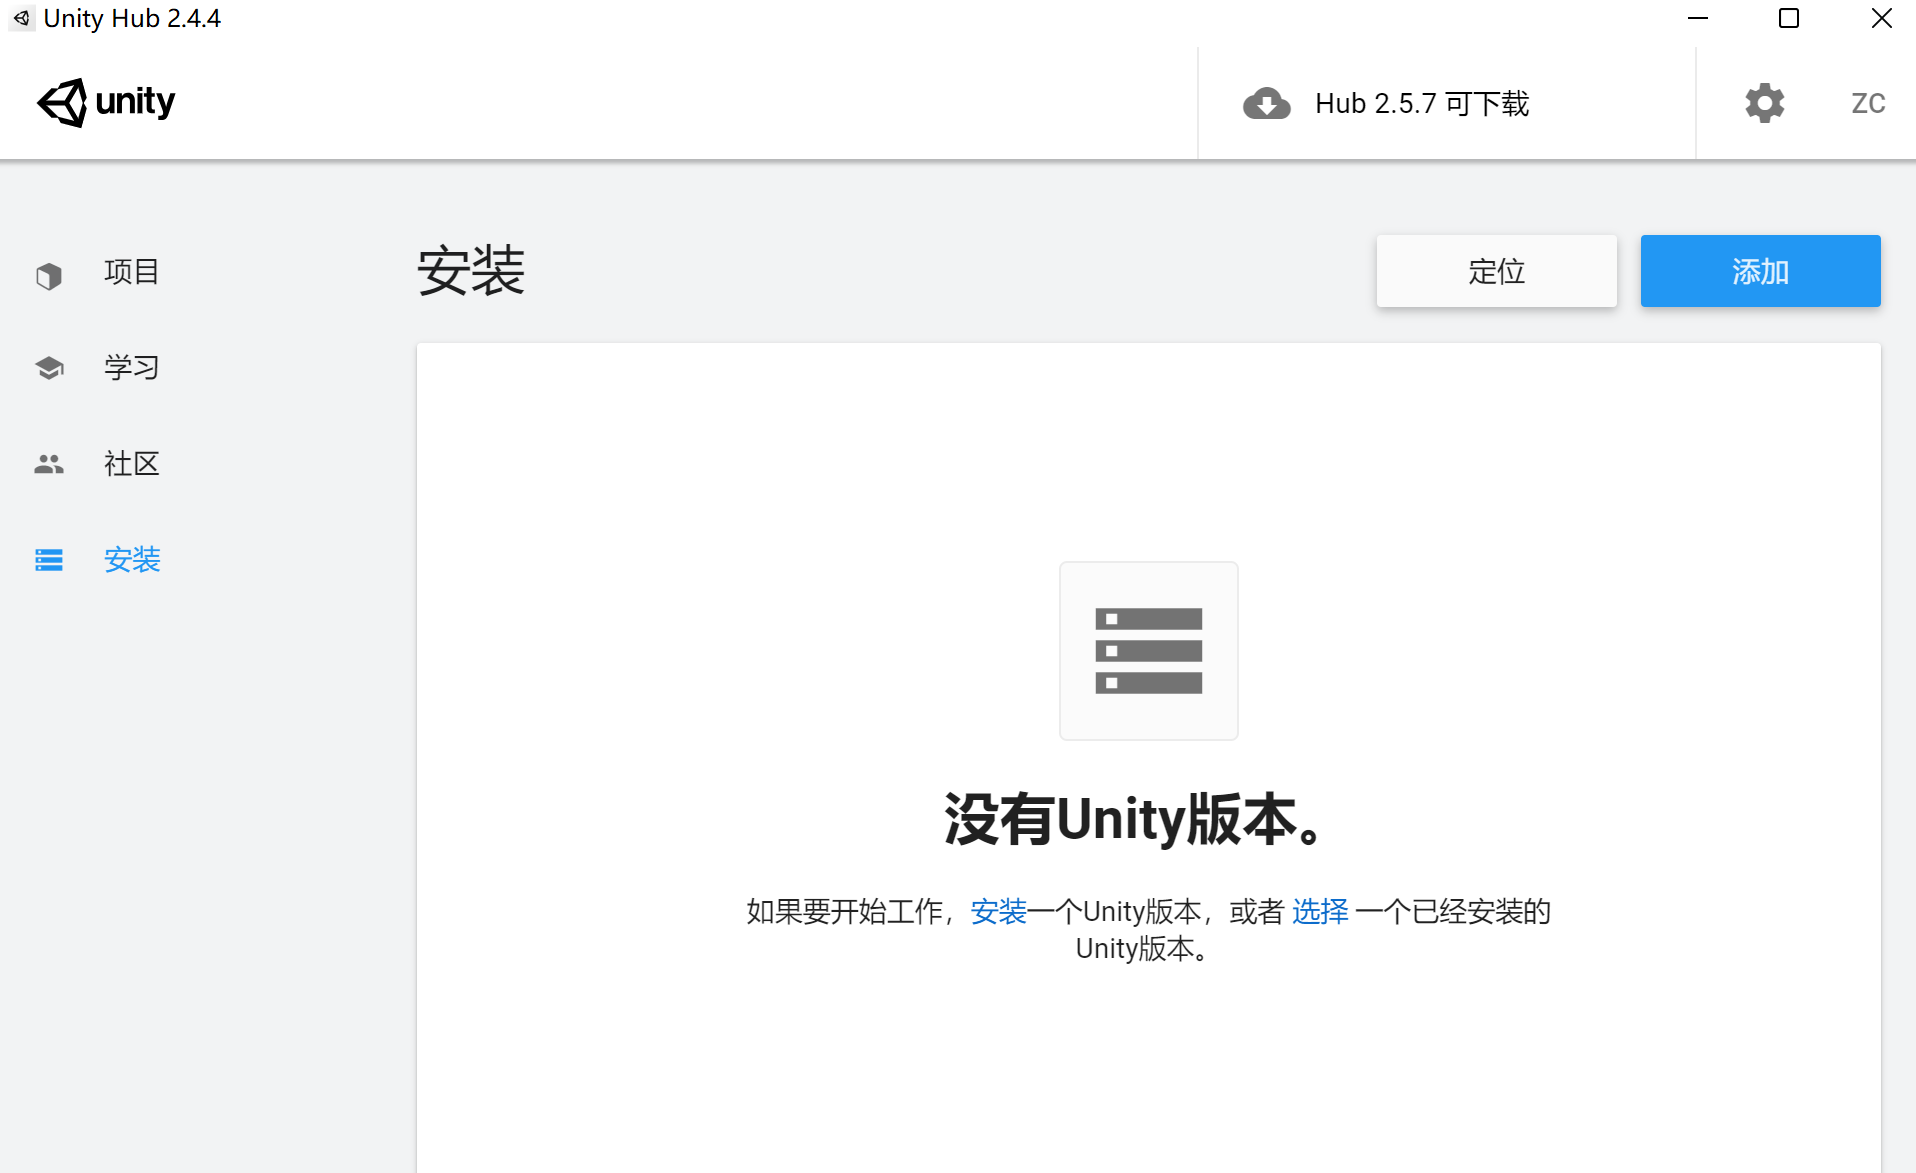 Unity Hub 2.4.4
unity
Hub 2.5.7 可下载
ZC
项目
学习
社区
安装
安装
定位
添加
没有Unity版本。
如果要开始工作，安装一个Unity版本，或者 选择 一个已经安装的
Unity版本。